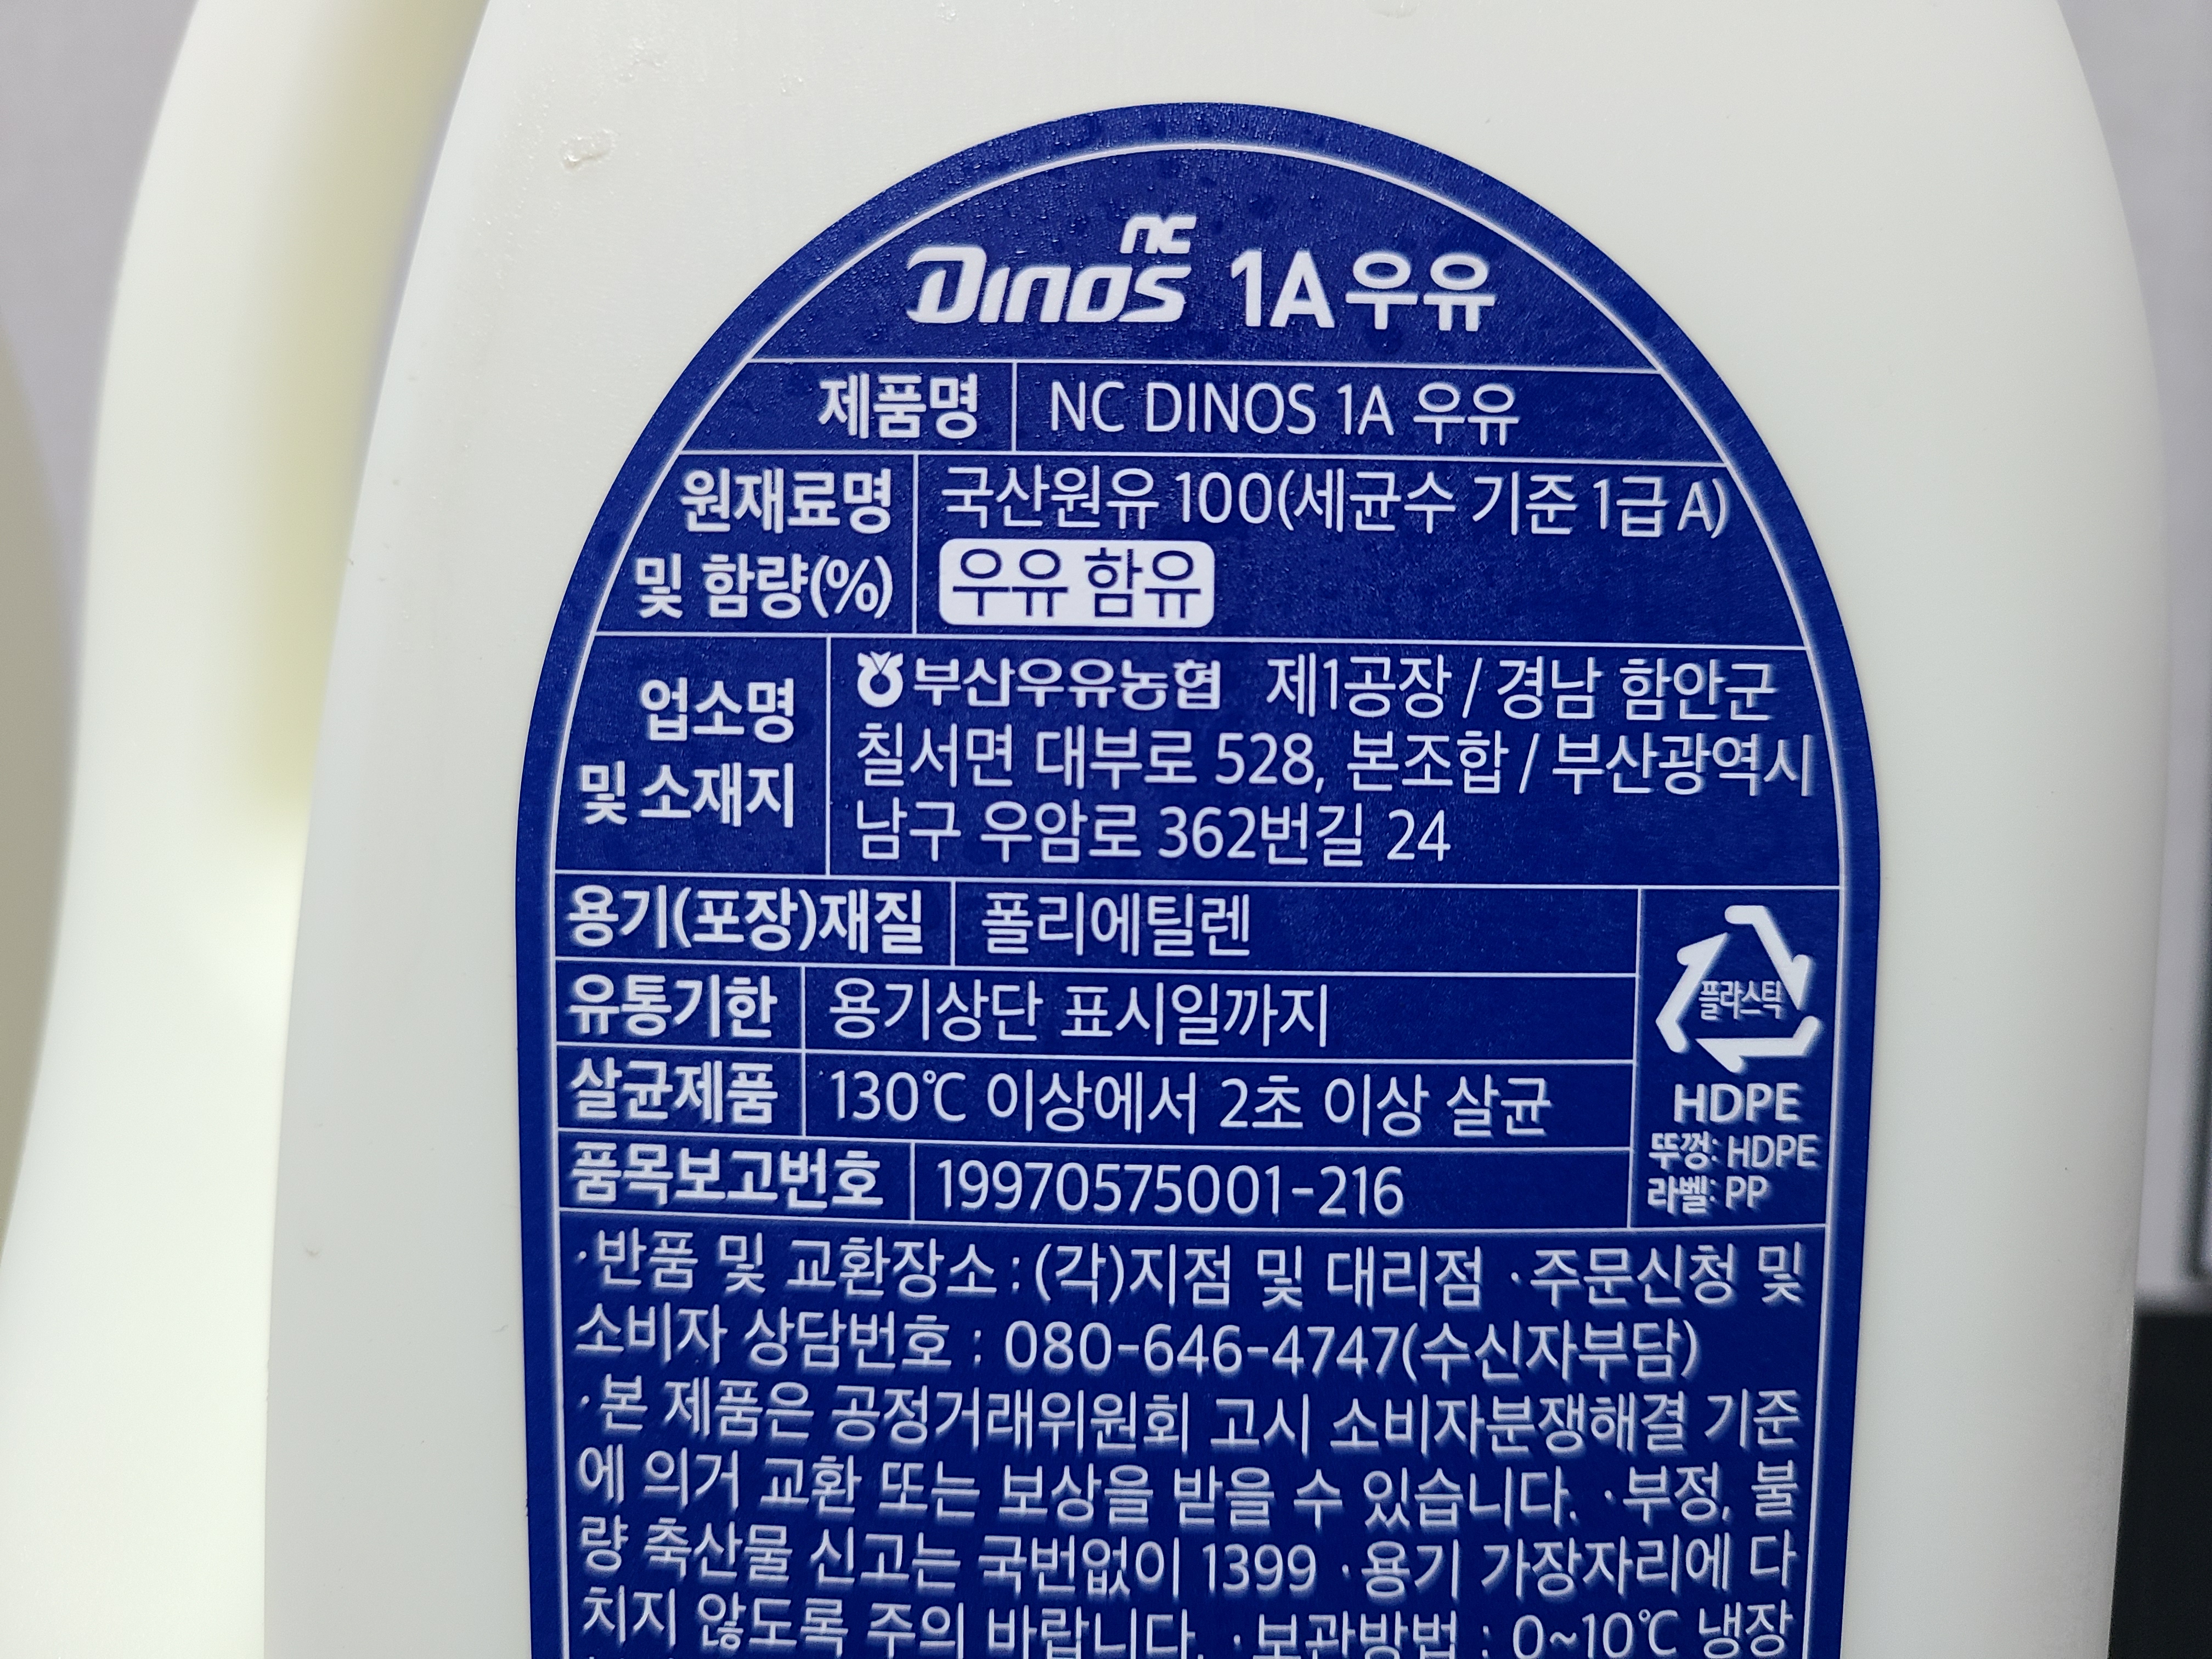 nc
Dinos 1A우유
제품명 NC DINOS 1A 우유
원재료명 및 함량(%) 국산원유 100(세균수 기준 1급A)
우유 함유
업소명 및 소재지 부산우유농협 제1공장 / 경남 함안군
칠서면 대부로 528, 본조합 / 부산광역시
남구 우암로 362번길 24
용기(포장)재질 폴리에틸렌
유통기한 용기상단 표시일까지
살균제품 130℃ 이상에서 2초 이상 살균
품목보고번호 19970575001-216
플라스틱
HDPE
뚜껑: HDPE
라벨: PP
·반품 및 교환장소 : (각)지점 및 대리점 ·주문신청 및
소비자 상담번호 : 080-646-4747(수신자부담)
·본 제품은 공정거래위원회 고시 소비자분쟁해결 기준
에 의거 교환 또는 보상을 받을 수 있습니다. ·부정, 불
량 축산물 신고는 국번없이 1399 ·용기 가장자리에 다
치지 않도록 주의 바랍니다. ·보관방법 : 0~10℃ 냉장